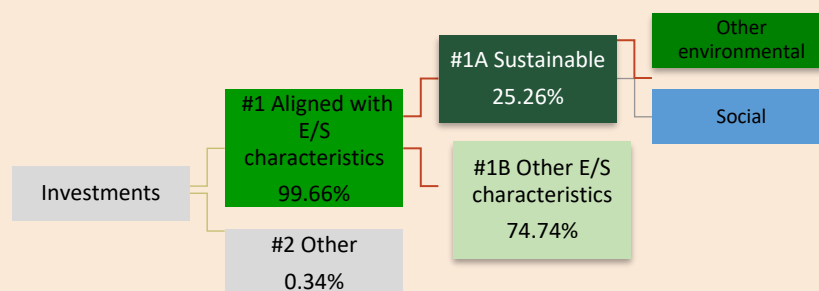 Other
environmental
#1A Sustainable
25.26%
#1 Aligned with
E/S
characteristics
99.66%
Social
#1B Other E/S
characteristics
74.74%
Investments
#2 Other
0.34%